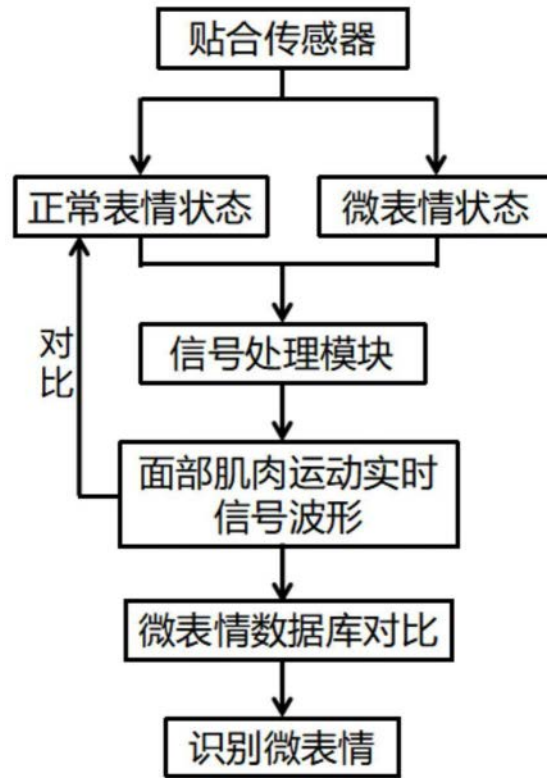 贴合传感器
正常表情状态
微表情状态
信号处理模块
对比
面部肌肉运动实时
信号波形
微表情数据库对比
识别微表情